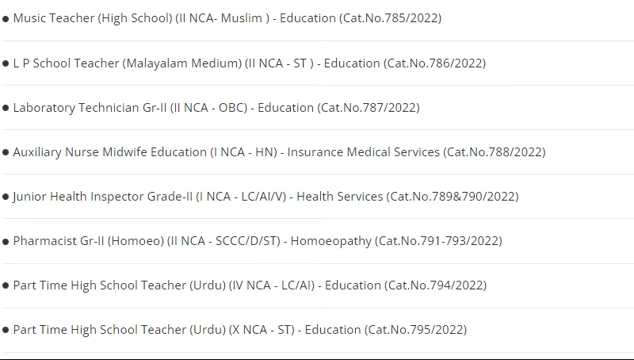 • Music Teacher (High School) (II NCA- Muslim ) - Education (Cat.No.785/2022)
• L P School Teacher (Malayalam Medium) (II NCA - ST ) - Education (Cat.No.786/2022)
• Laboratory Technician Gr-II (II NCA - OBC) - Education (Cat.No.787/2022)
• Auxiliary Nurse Midwife Education (I NCA - HN) - Insurance Medical Services (Cat.No.788/2022)
• Junior Health Inspector Grade-II (I NCA - LC/AI/V) - Health Services (Cat.No.789&790/2022)
• Pharmacist Gr-II (Homoeo) (II NCA - SCCC/D/ST) - Homoeopathy (Cat.No.791-793/2022)
• Part Time High School Teacher (Urdu) (IV NCA - LC/AI) - Education (Cat.No.794/2022)
• Part Time High School Teacher (Urdu) (X NCA - ST) - Education (Cat.No.795/2022)